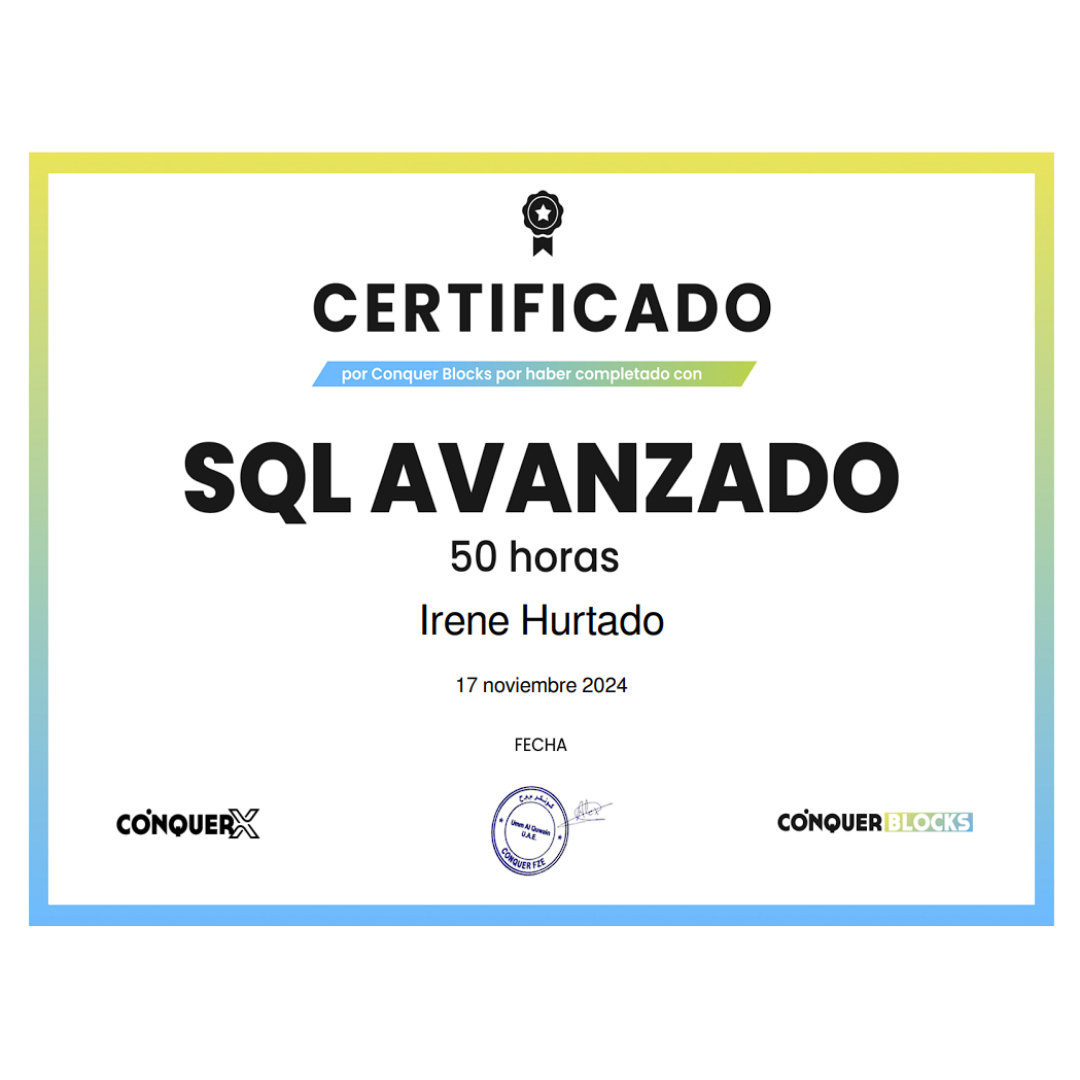 CERTIFICADO
por Conquer Blocks por haber completado con
SQL AVANZADO
50 horas
Irene Hurtado
17 noviembre 2024
FECHA
CONQUERX
Umm Al Quwain
U.A.E.
CONQUER FZE
CONQUER BLOCKS